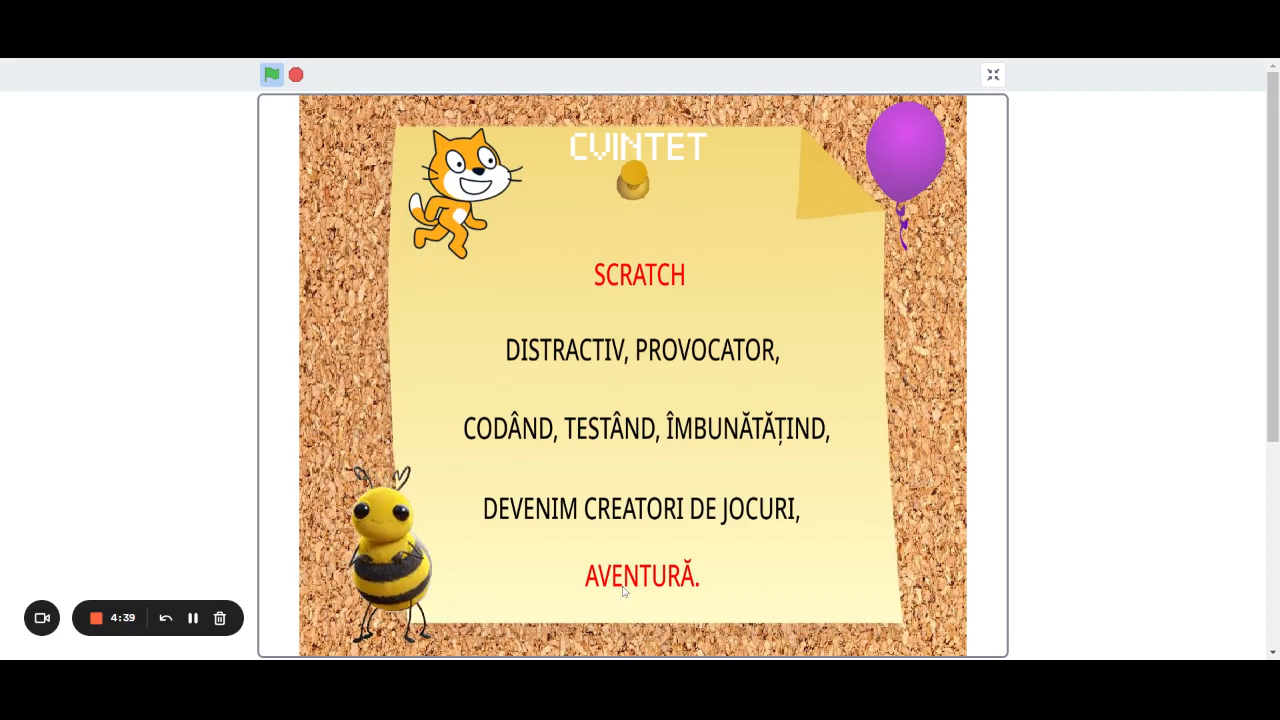 CVINTET
SCRATCH
DISTRACTIV, PROVOCATOR,
CODÂND, TESTÂND, ÎMBUNĂTĂȚIND,
DEVENIM CREATORI DE JOCURI,
AVENTURĂ.
4:39